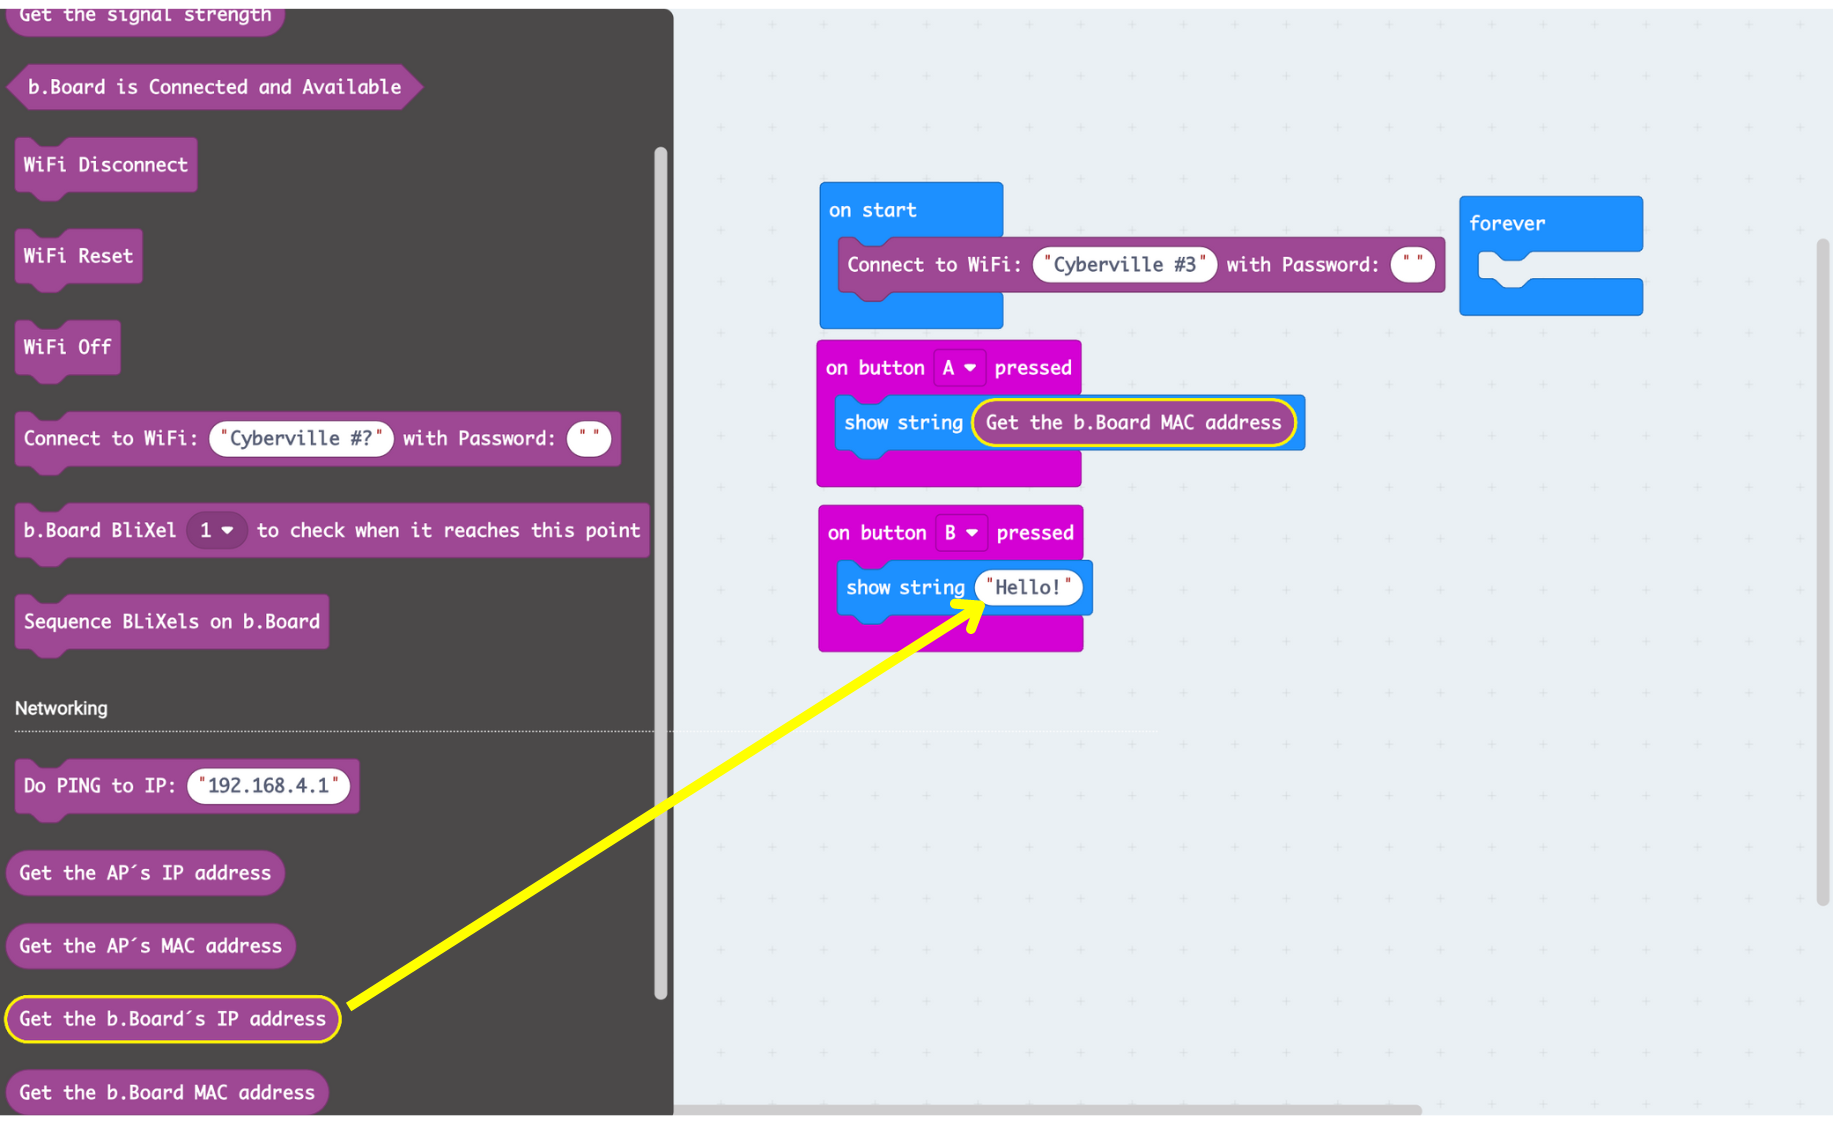 Get the signal strength
b.Board is Connected and Available
WiFi Disconnect
WiFi Reset
WiFi Off
Connect to WiFi: "Cyberville #?" with Password: " "
b.Board BliXel 1 to check when it reaches this point
Sequence BLiXels on b.Board
Networking
Do PING to IP: "192.168.4.1"
Get the AP´s IP address
Get the AP´s MAC address
Get the b.Board´s IP address
Get the b.Board MAC address
on start
Connect to WiFi: "Cyberville #3" with Password: " "
forever
on button A pressed
show string Get the b.Board MAC address
on button B pressed
show string "Hello!"